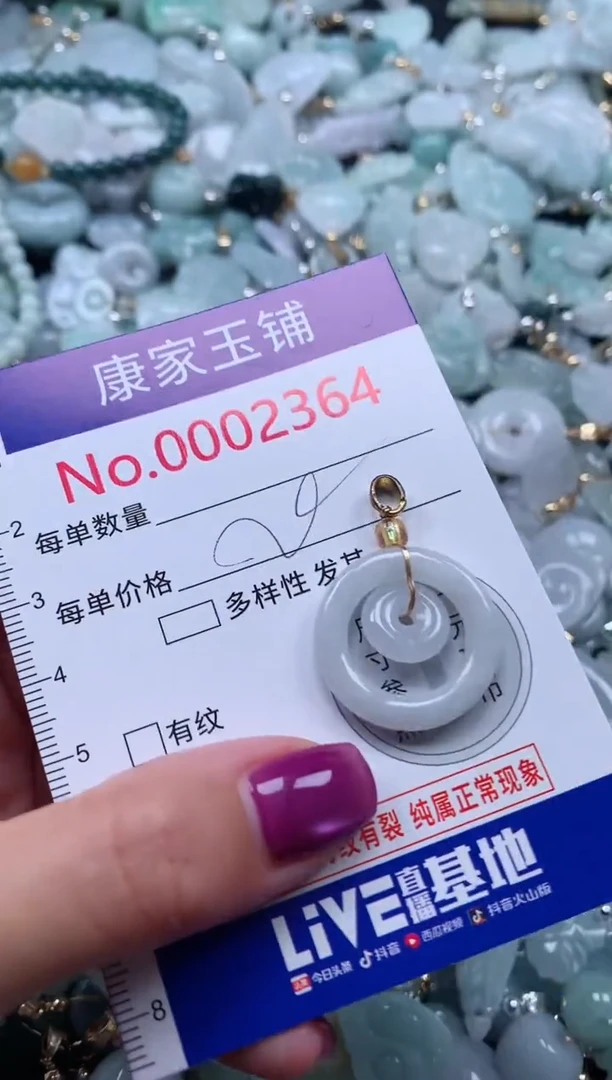 康家玉铺
No.0002364
2
每单数量
3
每单价格
多样性 发其
4
有纹
5
有裂 纯属正常现象
LiVE直播基地
今日头条 抖音 西瓜视频 抖音火山版
8